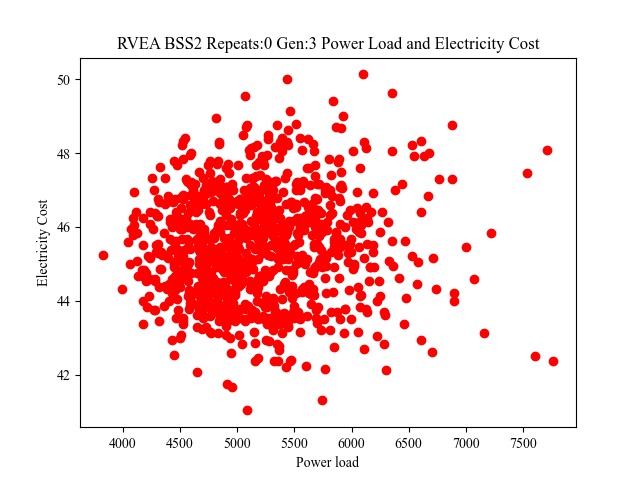 RVEA BSS2 Repeats:0 Gen:3 Power Load and Electricity Cost
50
48
46
44
42
Electricity Cost
4000 4500 5000 5500 6000 6500 7000 7500
Power load